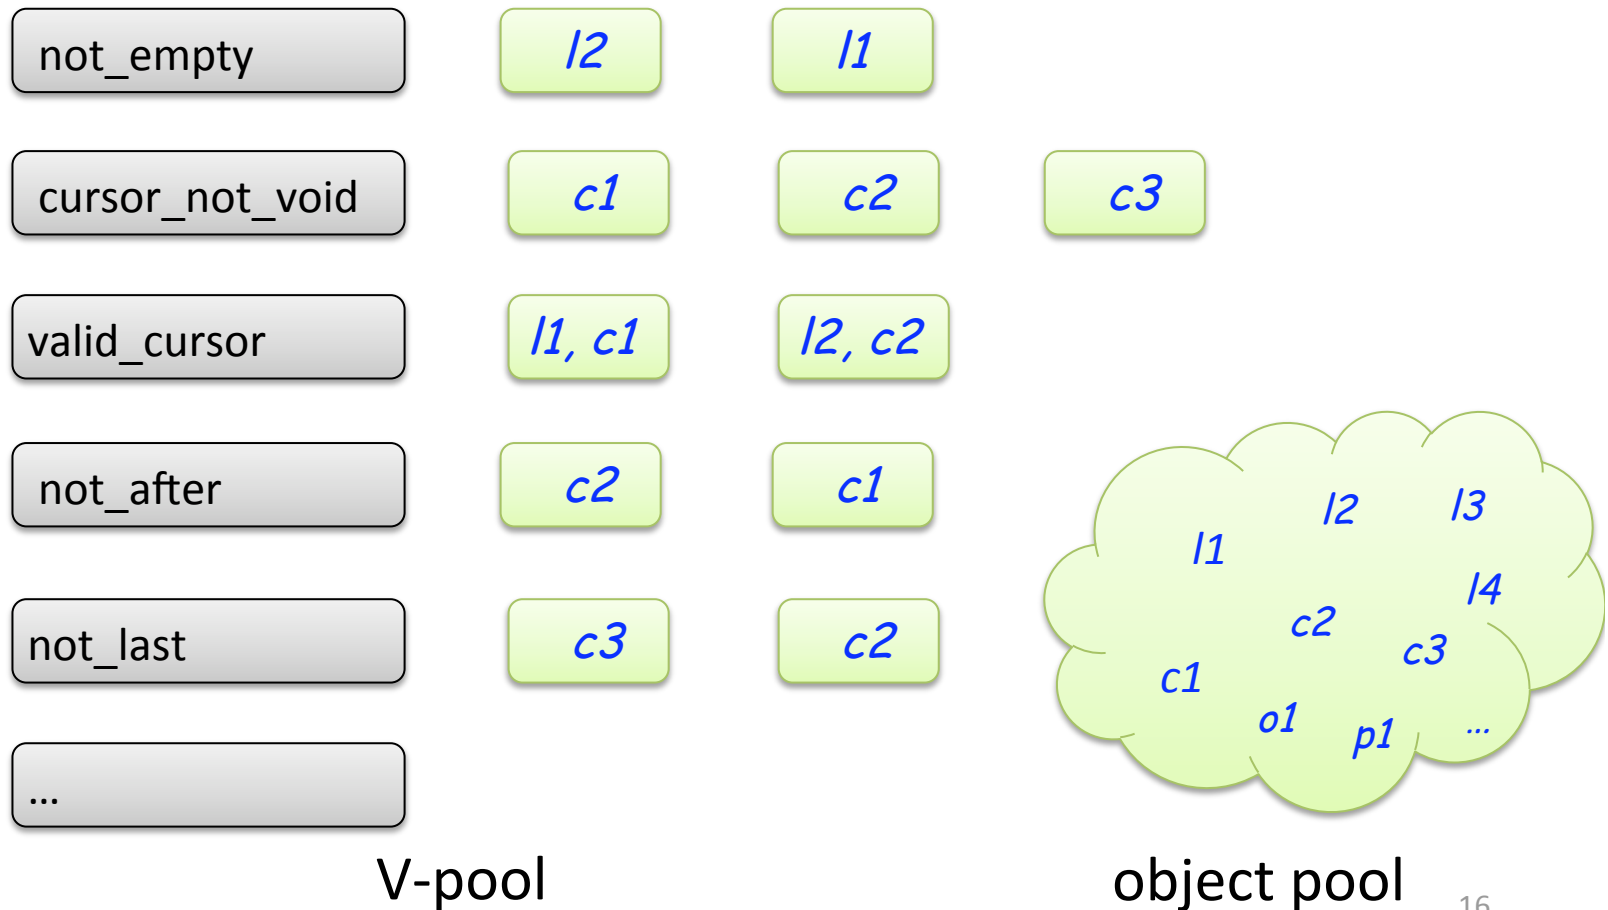 not_empty l2 l1
cursor_not_void c1 c2 c3
valid_cursor l1, c1 l2, c2
not_after c2 c1
not_last c3 c2
...
l2 l3
l1
l4
c2
c3
c1
o1 p1 ...
V-pool object pool
16